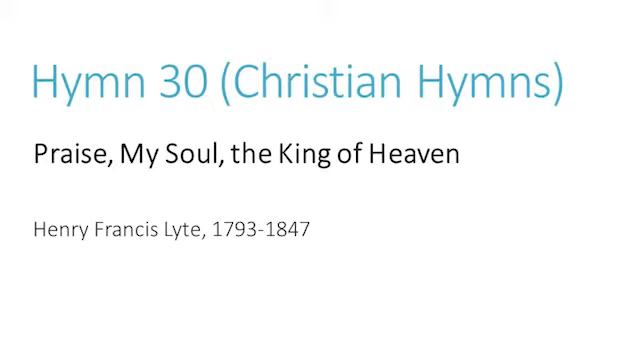 Hymn 30 (Christian Hymns)
Praise, My Soul, the King of Heaven
Henry Francis Lyte, 1793-1847